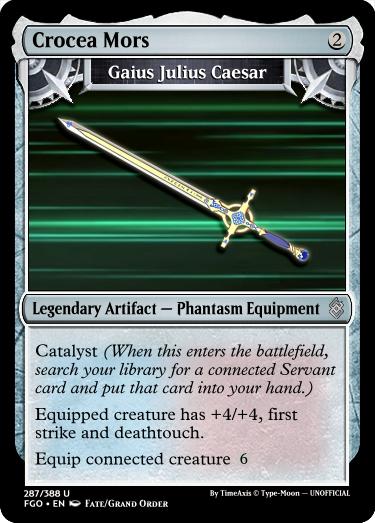 Crocea Mors 2
Gaius Julius Caesar
Legendary Artifact — Phantasm Equipment
Catalyst (When this enters the battlefield,
search your library for a connected Servant
card and put that card into your hand.)
Equipped creature has +4/+4, first
strike and deathtouch.
Equip connected creature 6
287/388 U
FGO • EN Fate/Grand Order
By TimeAxis © Type-Moon — UNOFFICIAL